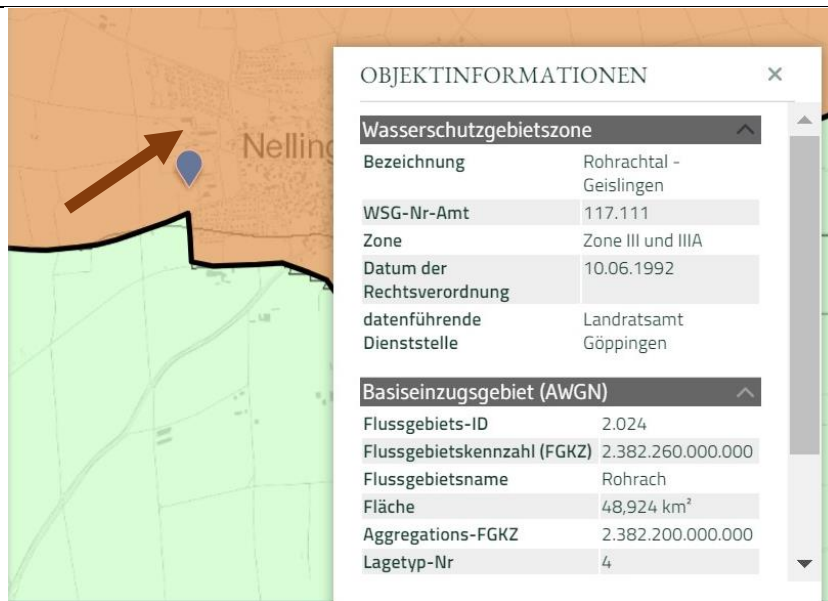 Nelling
OBJEKTINFORMATIONEN ×
Wasserschutzgebietszone
Bezeichnung Rohrachtal -
Geislingen
WSG-Nr-Amt 117.111
Zone Zone III und IIIA
Datum der 10.06.1992
Rechtsverordnung
datenführende Landratsamt
Dienststelle Göppingen
Basiseinzugsgebiet (AWGN)
Flussgebiets-ID 2.024
Flussgebietskennzahl (FGKZ) 2.382.260.000.000
Flussgebietsname Rohrach
Fläche 48,924 km²
Aggregations-FGKZ 2.382.200.000.000
Lagetyp-Nr 4